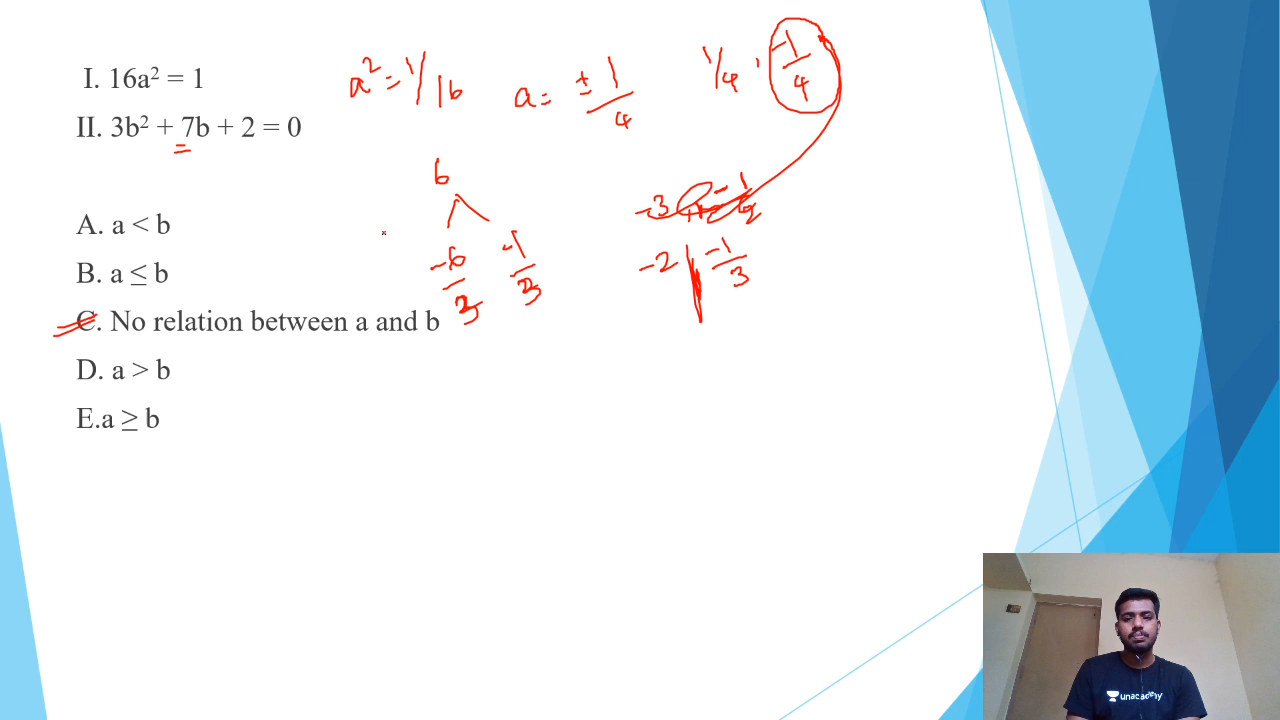 I. 16a² = 1
a² = 1/16
a = ± 1/4
1/4 , -1/4
II. 3b² + 7b + 2 = 0
b
-6/3 -1/3
-3
-2 -1/3
A. a < b
B. a ≤ b
C. No relation between a and b
D. a > b
E.a ≥ b
unacademy